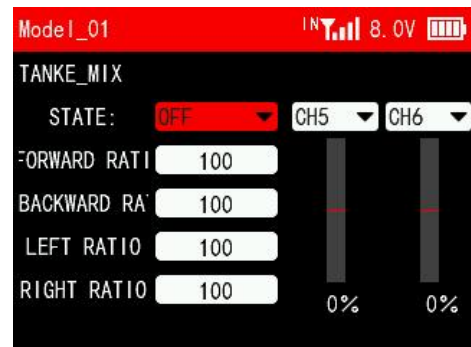 Model_01 IN 8.0V
TANKE_MIX
STATE: OFF CH5 CH6
FORWARD RATI 100
BACKWARD RA 100
LEFT RATIO 100
RIGHT RATIO 100
0% 0%